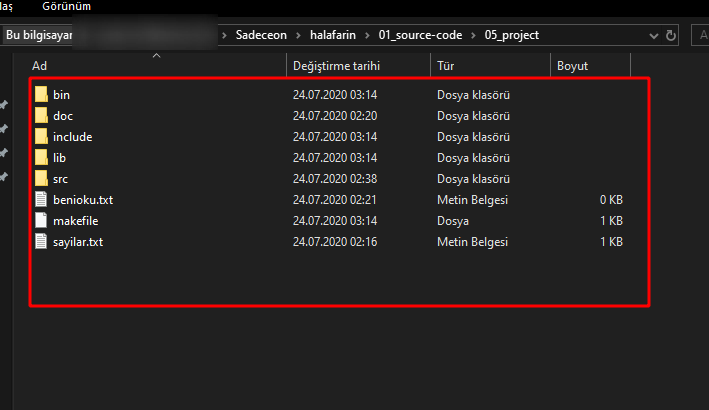 laş Görünüm
Bu bilgisayar Sadeceon halafarin 01_source-code 05_project
Ad Değiştirme tarihi Tür Boyut
bin 24.07.2020 03:14 Dosya klasörü
doc 24.07.2020 02:20 Dosya klasörü
include 24.07.2020 03:14 Dosya klasörü
lib 24.07.2020 03:14 Dosya klasörü
src 24.07.2020 02:38 Dosya klasörü
benioku.txt 24.07.2020 02:21 Metin Belgesi 0 KB
makefile 24.07.2020 03:14 Dosya 1 KB
sayilar.txt 24.07.2020 02:16 Metin Belgesi 1 KB